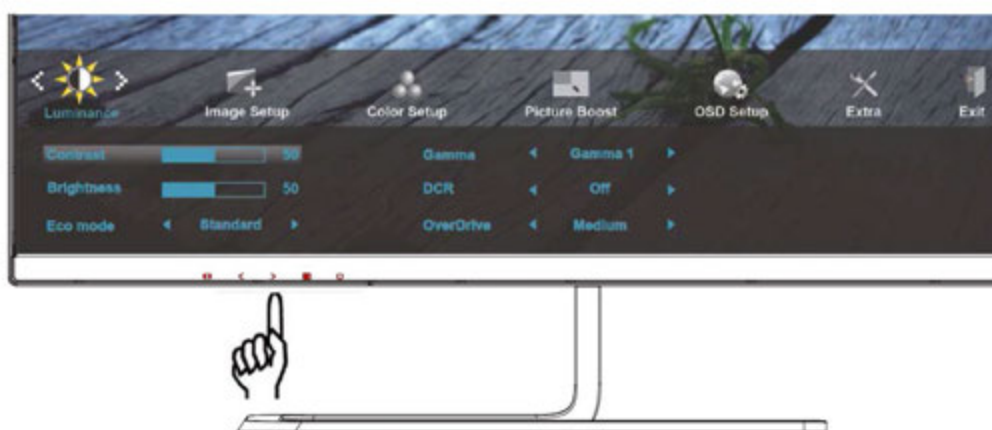 Luminance Image Setup Color Setup Picture Boost OSD Setup Extra Exit
Contrast 50 Gamma Gamma 1
Brightness 50 DCR Off
Eco mode Standard OverDrive Medium